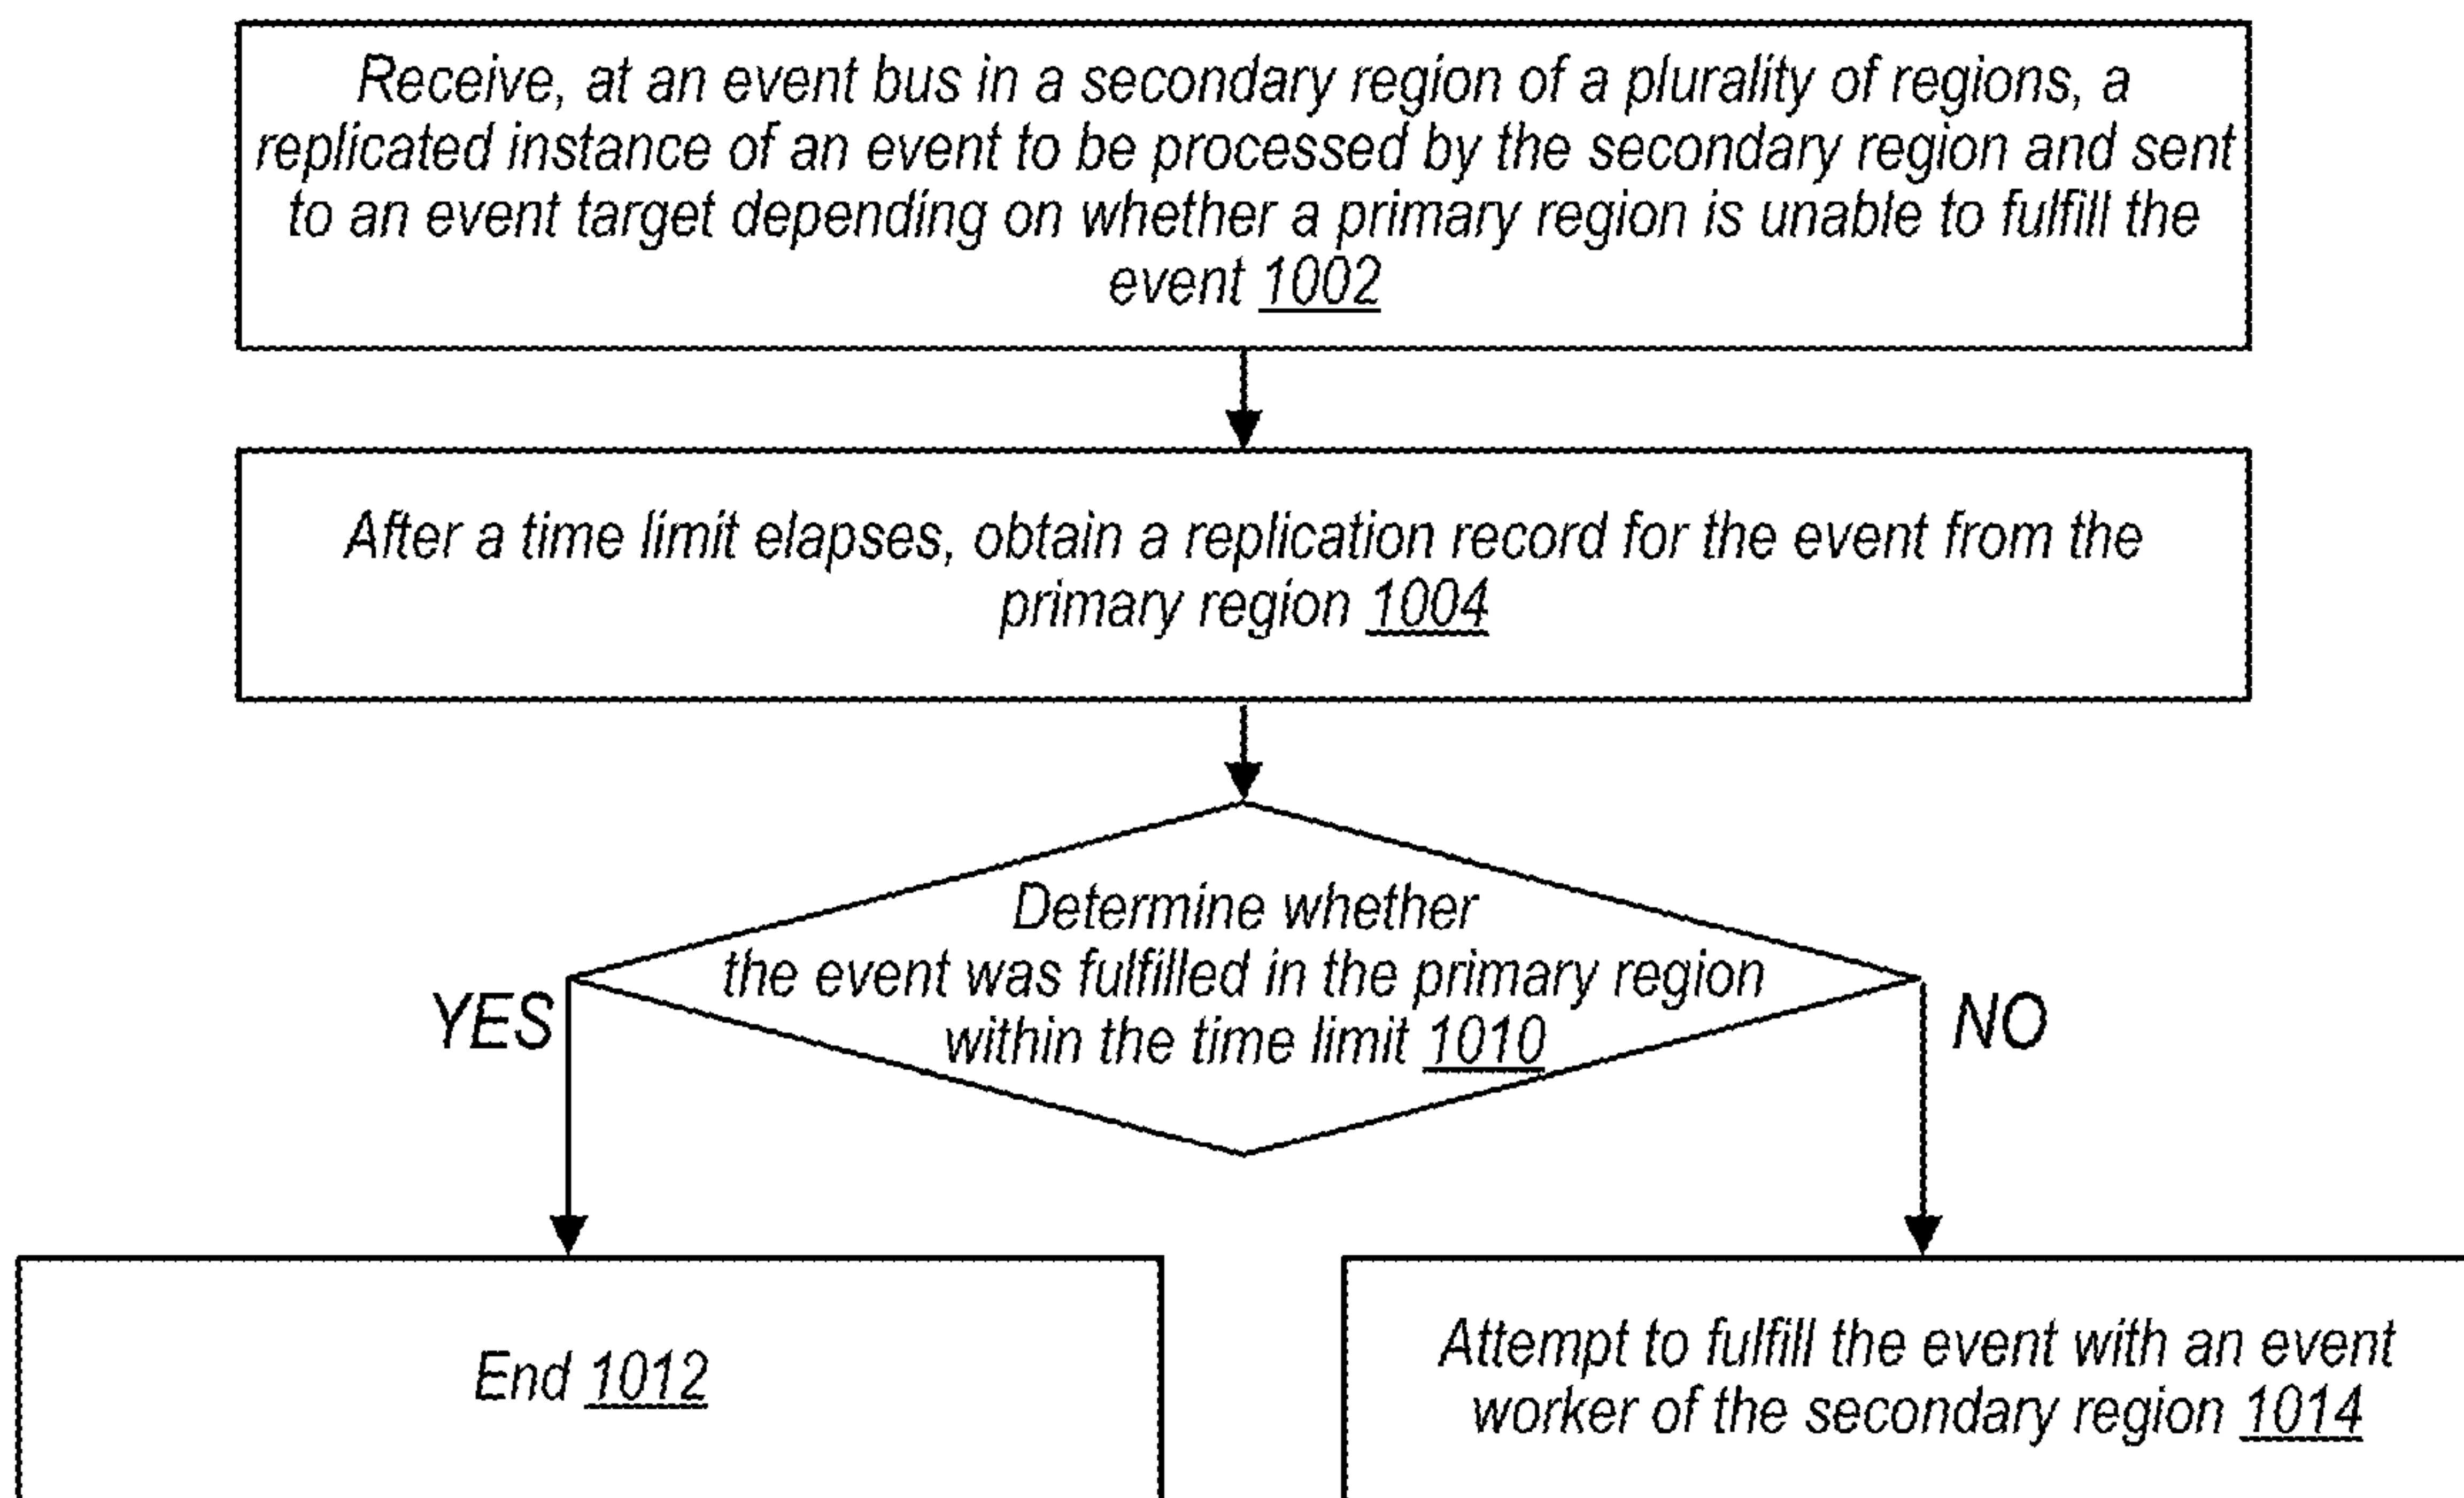 Receive, at an event bus in a secondary region of a plurality of regions, a
replicated instance of an event to be processed by the secondary region and sent
to an event target depending on whether a primary region is unable to fulfill the
event 1002
After a time limit elapses, obtain a replication record for the event from the
primary region 1004
Determine whether
the event was fulfilled in the primary region
within the time limit 1010
YES
NO
End 1012
Attempt to fulfill the event with an event
worker of the secondary region 1014